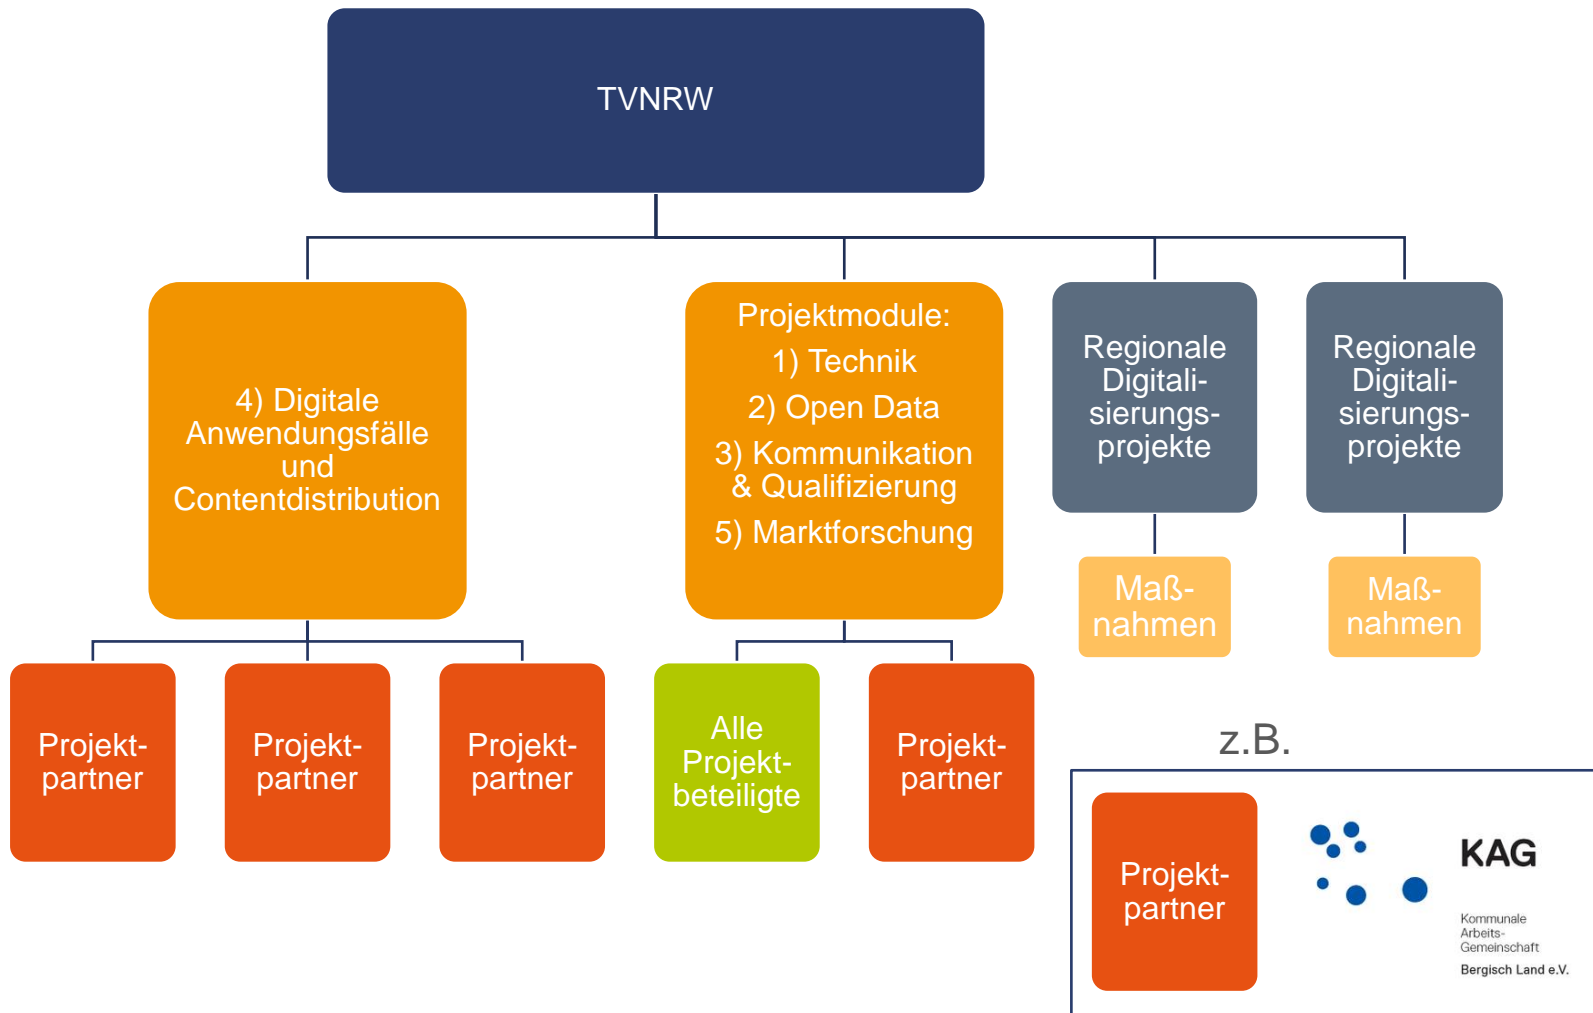 TVNRW
4) Digitale
Anwendungsfälle
und
Contentdistribution
Projektmodule:
1) Technik
2) Open Data
3) Kommunikation
& Qualifizierung
5) Marktforschung
Regionale
Digitali-
sierungs-
projekte
Regionale
Digitali-
sierungs-
projekte
Maß-
nahmen
Maß-
nahmen
Projekt-
partner
Projekt-
partner
Projekt-
partner
Alle
Projekt-
beteiligte
Projekt-
partner
z.B.
Projekt-
partner
KAG
Kommunale
Arbeits-
Gemeinschaft
Bergisch Land e.V.